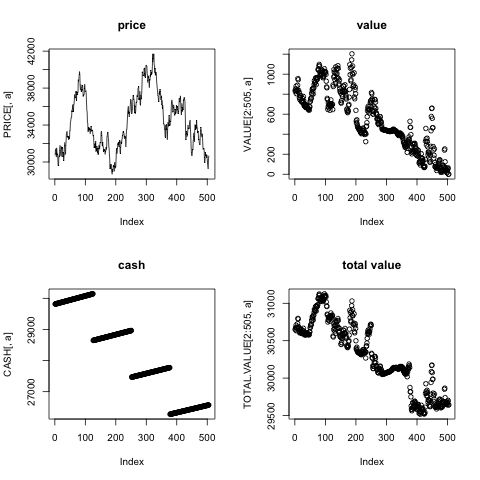 price
PRICE[, a]
30000 34000 38000 42000
0 100 200 300 400 500
Index
value
VALUE[2:505, a]
0 200 600 1000
0 100 200 300 400 500
Index
cash
CASH[, a]
27000 29000
0 100 200 300 400 500
Index
total value
TOTAL.VALUE[2:505, a]
29500 30000 30500 31000
0 100 200 300 400 500
Index